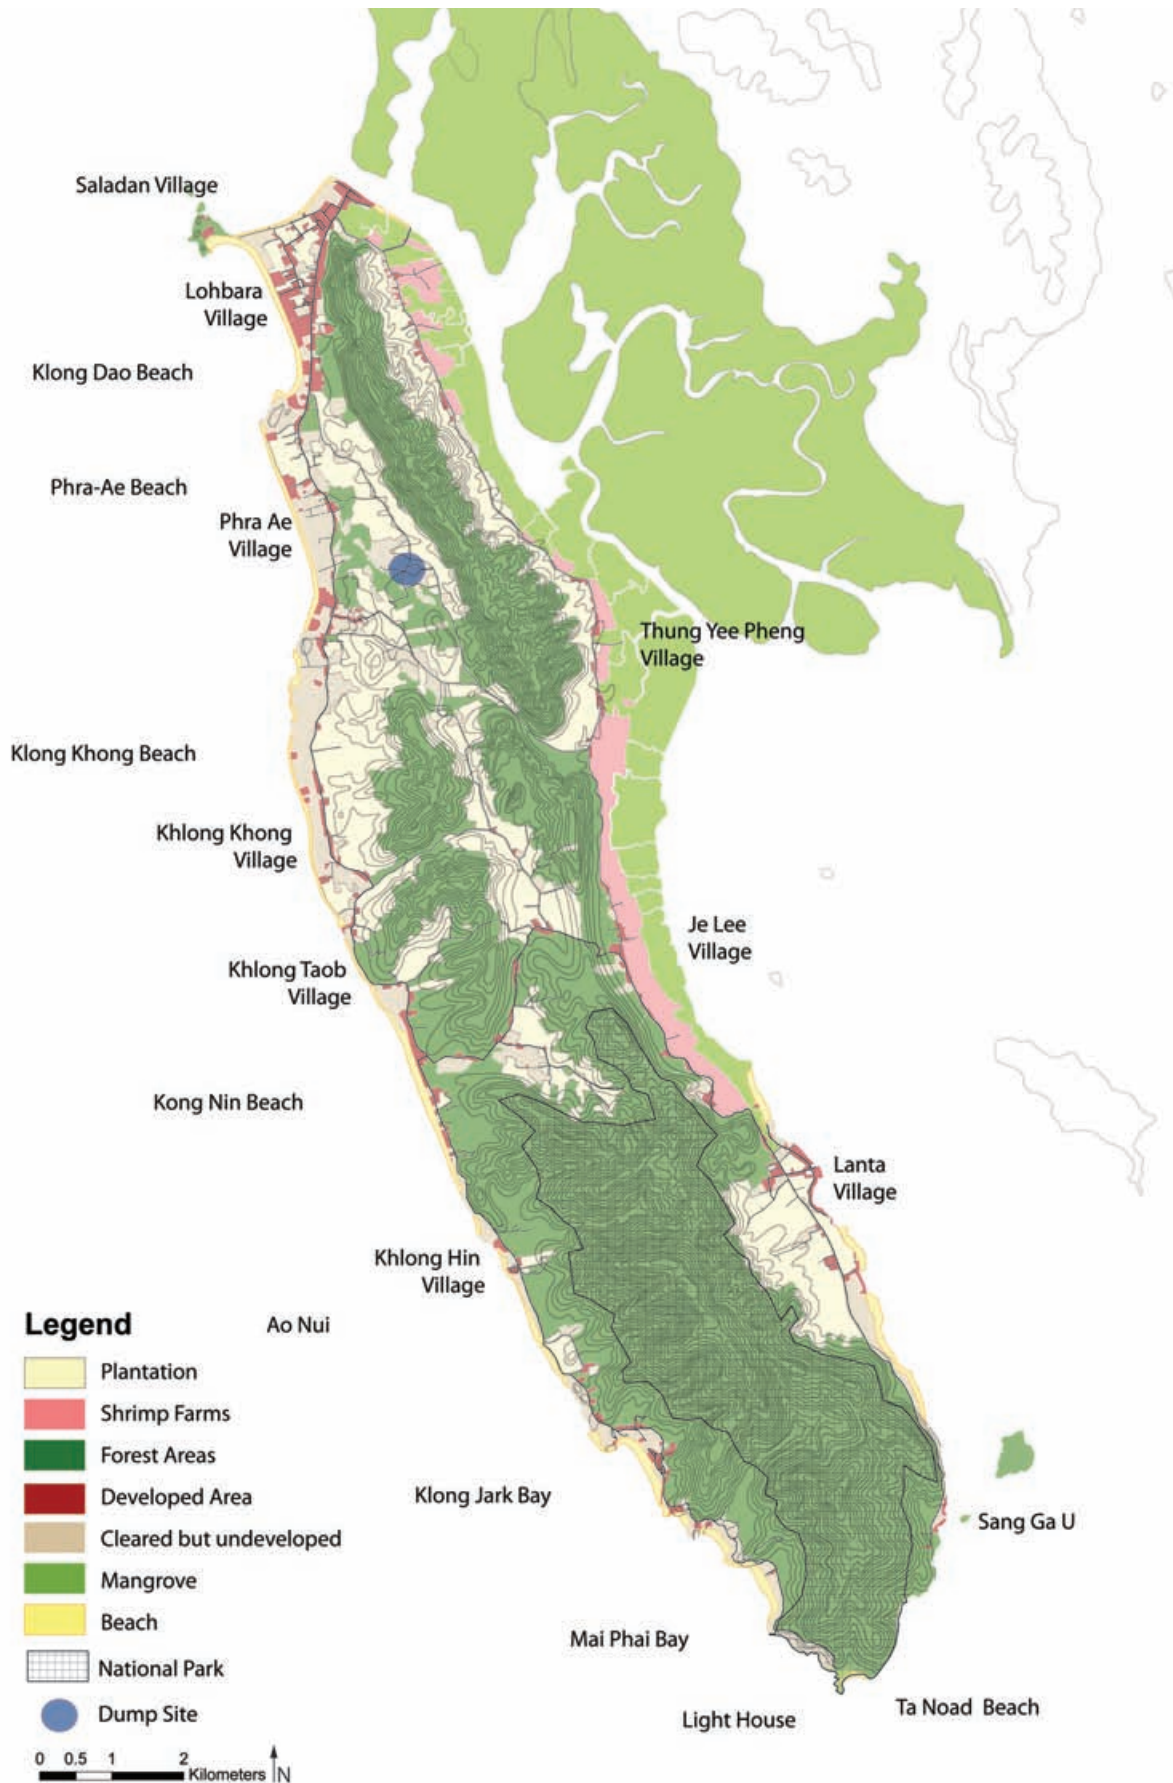 Saladan Village
Lohbara
Village
Klong Dao Beach
Phra-Ae Beach
Phra Ae
Village
Thung Yee Pheng
Village
Klong Khong Beach
Khlong Khong
Village
Je Lee
Village
Khlong Taob
Village
Kong Nin Beach
Lanta
Village
Khlong Hin
Village
Ao Nui
Klong Jark Bay
Sang Ga U
Mai Phai Bay
Ta Noad Beach
Light House
Legend
Plantation
Shrimp Farms
Forest Areas
Developed Area
Cleared but undeveloped
Mangrove
Beach
National Park
Dump Site
0 0.5 1 2
Kilometers N